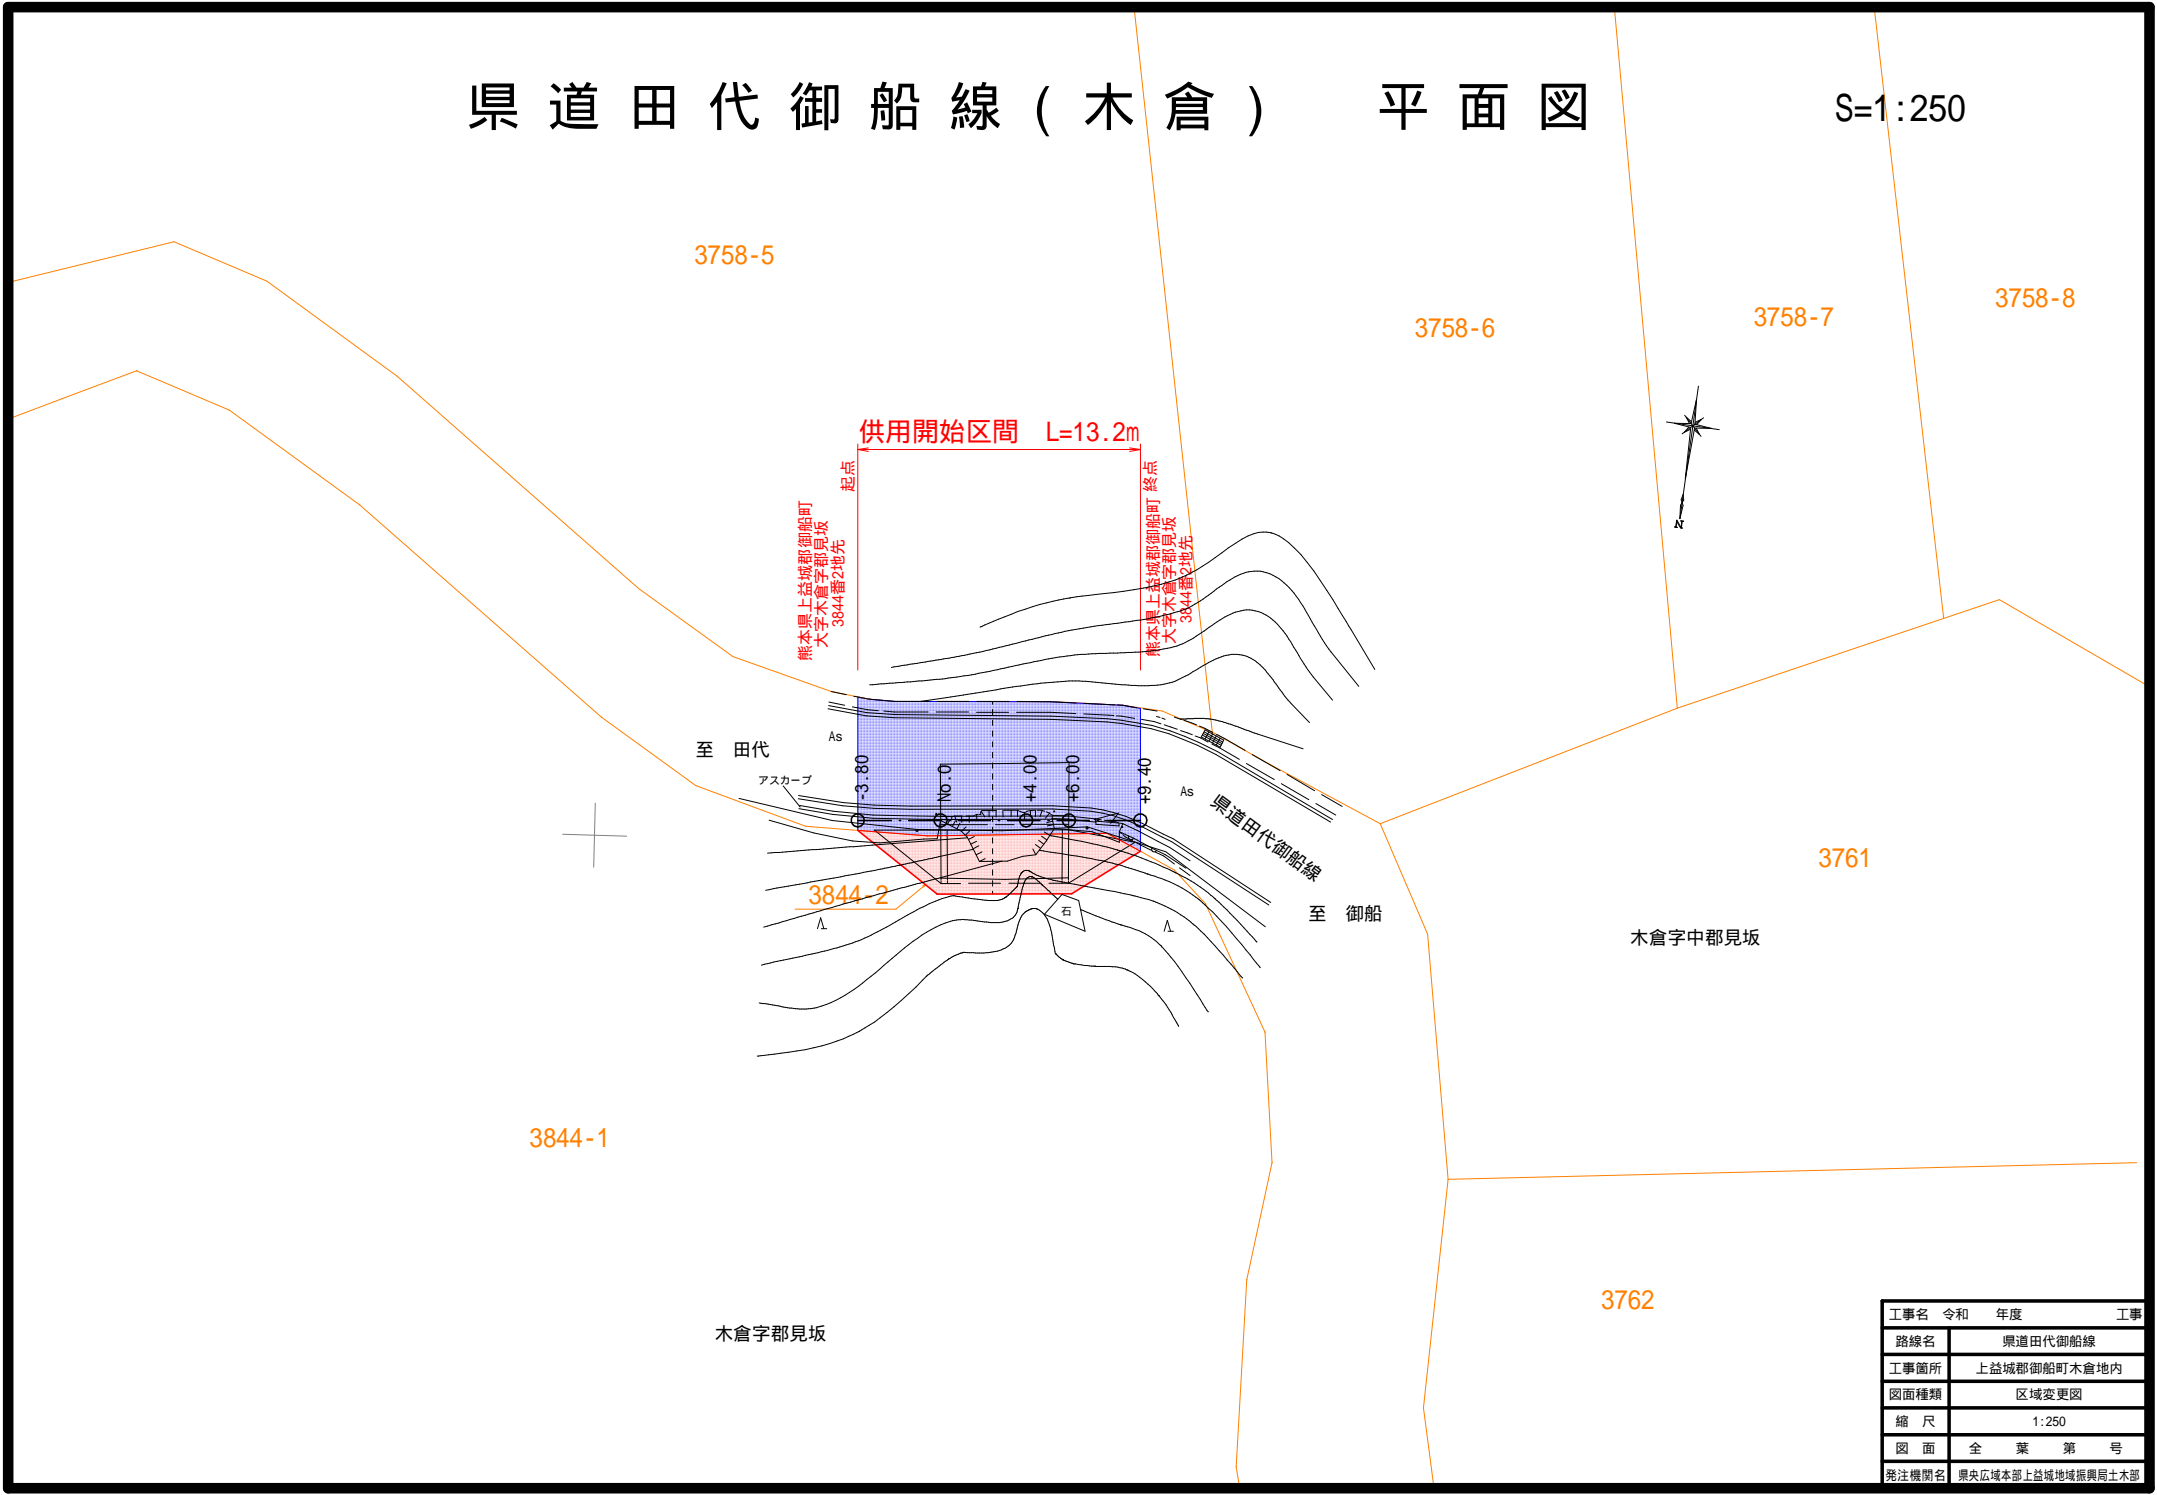 県道田代御船線(木倉) 平面図 S=1:250
3758-5
3758-6
3758-7
3758-8
供用開始区間 L=13.2m
起点
熊本県上益城郡御船町
大字木倉字郡見坂
3844番2地先
終点
熊本県上益城郡御船町
大字木倉字郡見坂
3844番2地先
N
至 田代
As
アスカーブ
-3.80
No.0
+4.00
+6.00
+9.40
As
県道田代御船線
至 御船
3844-2
石
3761
木倉字中郡見坂
3844-1
木倉字郡見坂
3762
工事名 令和 年度 工事
路線名 県道田代御船線
工事箇所 上益城郡御船町木倉地内
図面種類 区域変更図
縮尺 1:250
図面 全 葉 第 号
発注機関名 県央広域本部上益城地域振興局土木部